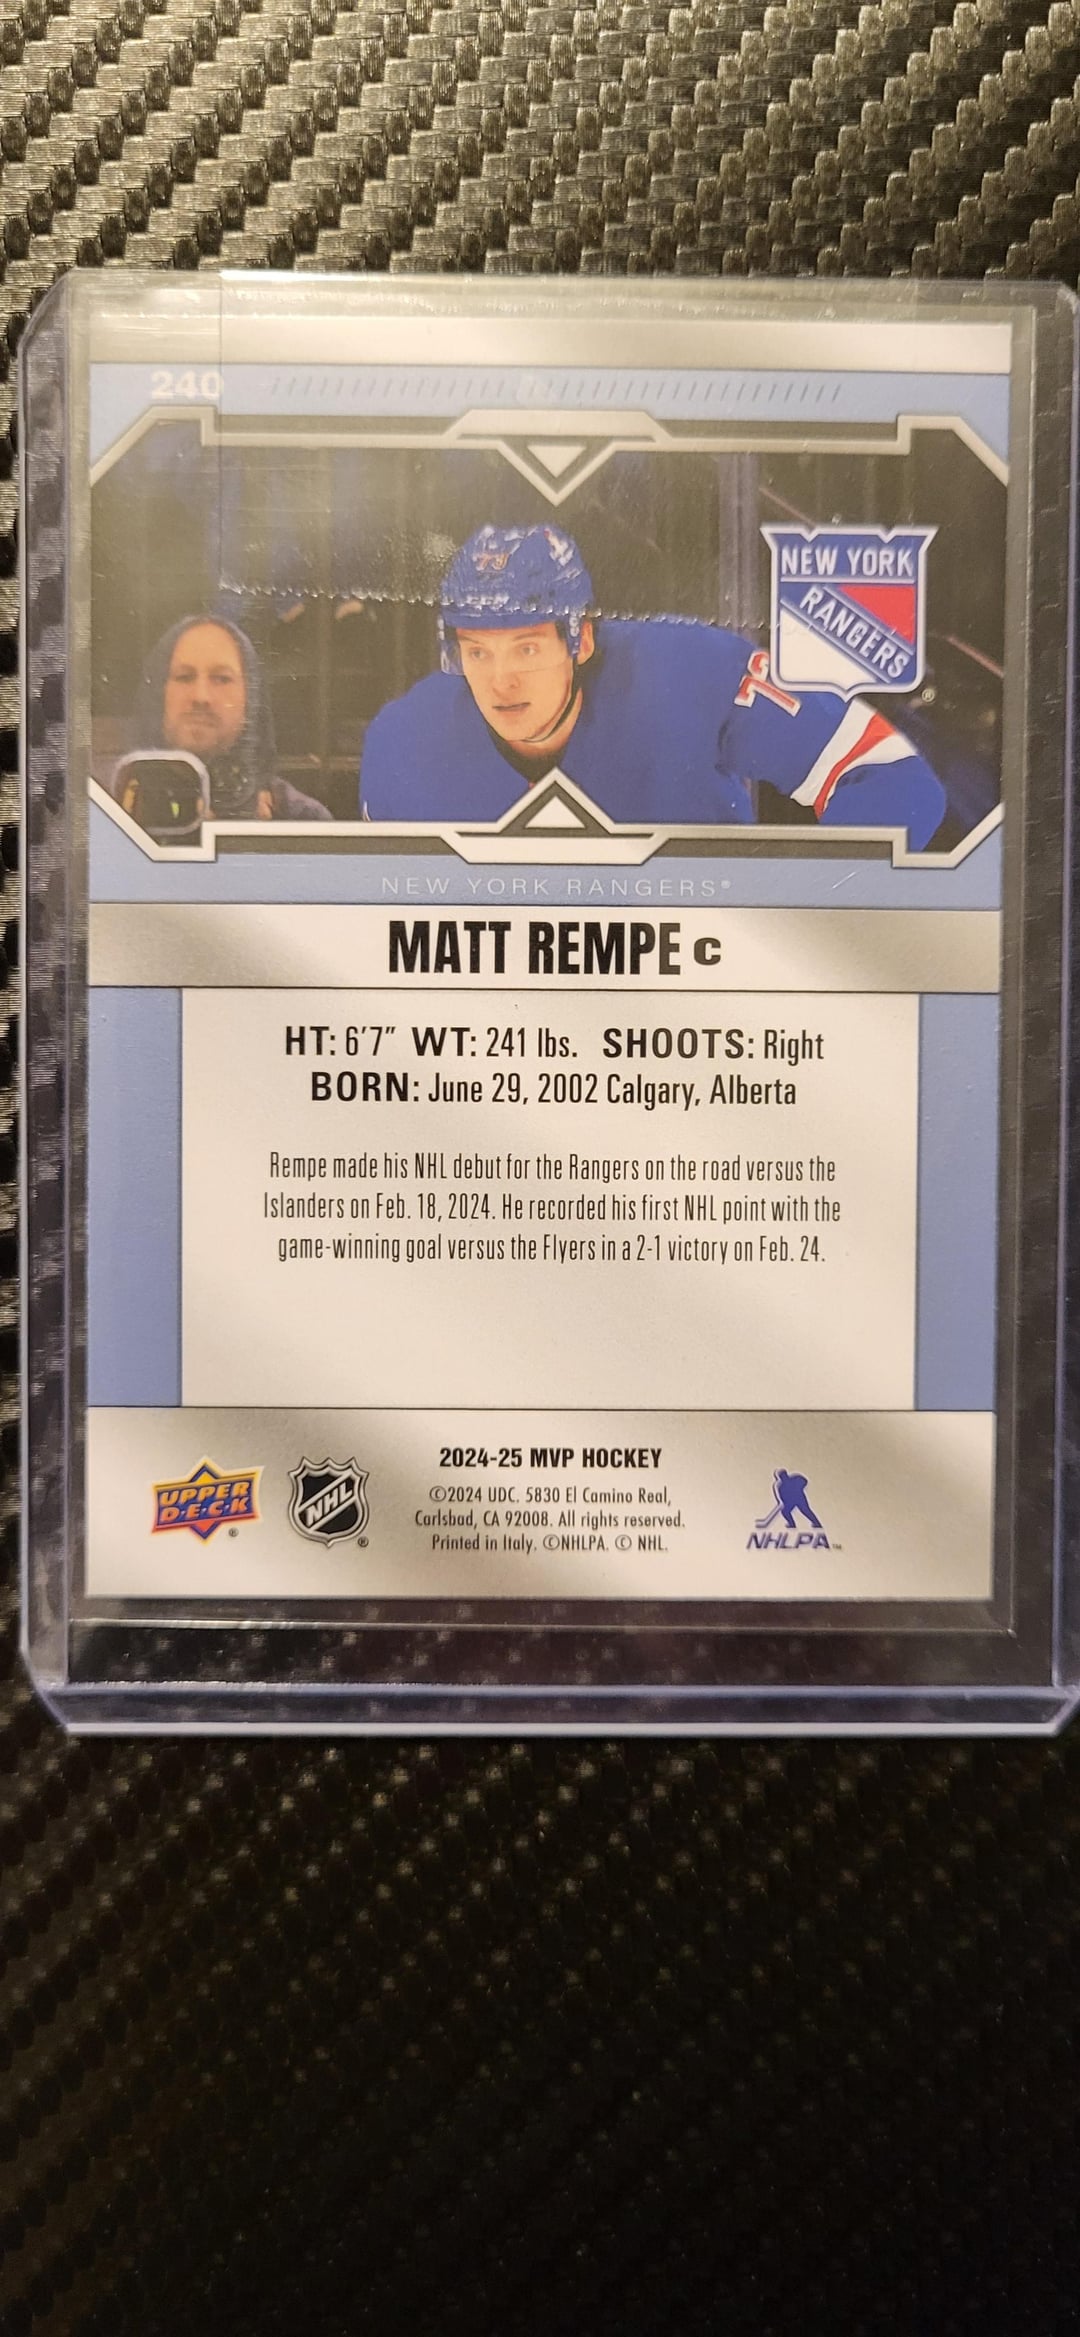 240
73
CCM
NEW YORK
RANGERS
®
73
NEW YORK RANGERS®
MATT REMPE C
HT: 6'7" WT: 241 lbs. SHOOTS: Right
BORN: June 29, 2002 Calgary, Alberta
Rempe made his NHL debut for the Rangers on the road versus the
Islanders on Feb. 18, 2024. He recorded his first NHL point with the
game-winning goal versus the Flyers in a 2-1 victory on Feb. 24.
2024-25 MVP HOCKEY
©2024 UDC. 5830 El Camino Real,
Carlsbad, CA 92008. All rights reserved.
Printed in Italy. ©NHLPA. © NHL.
UPPER
D·E·C·K
®
NHL
®
NHLPA™